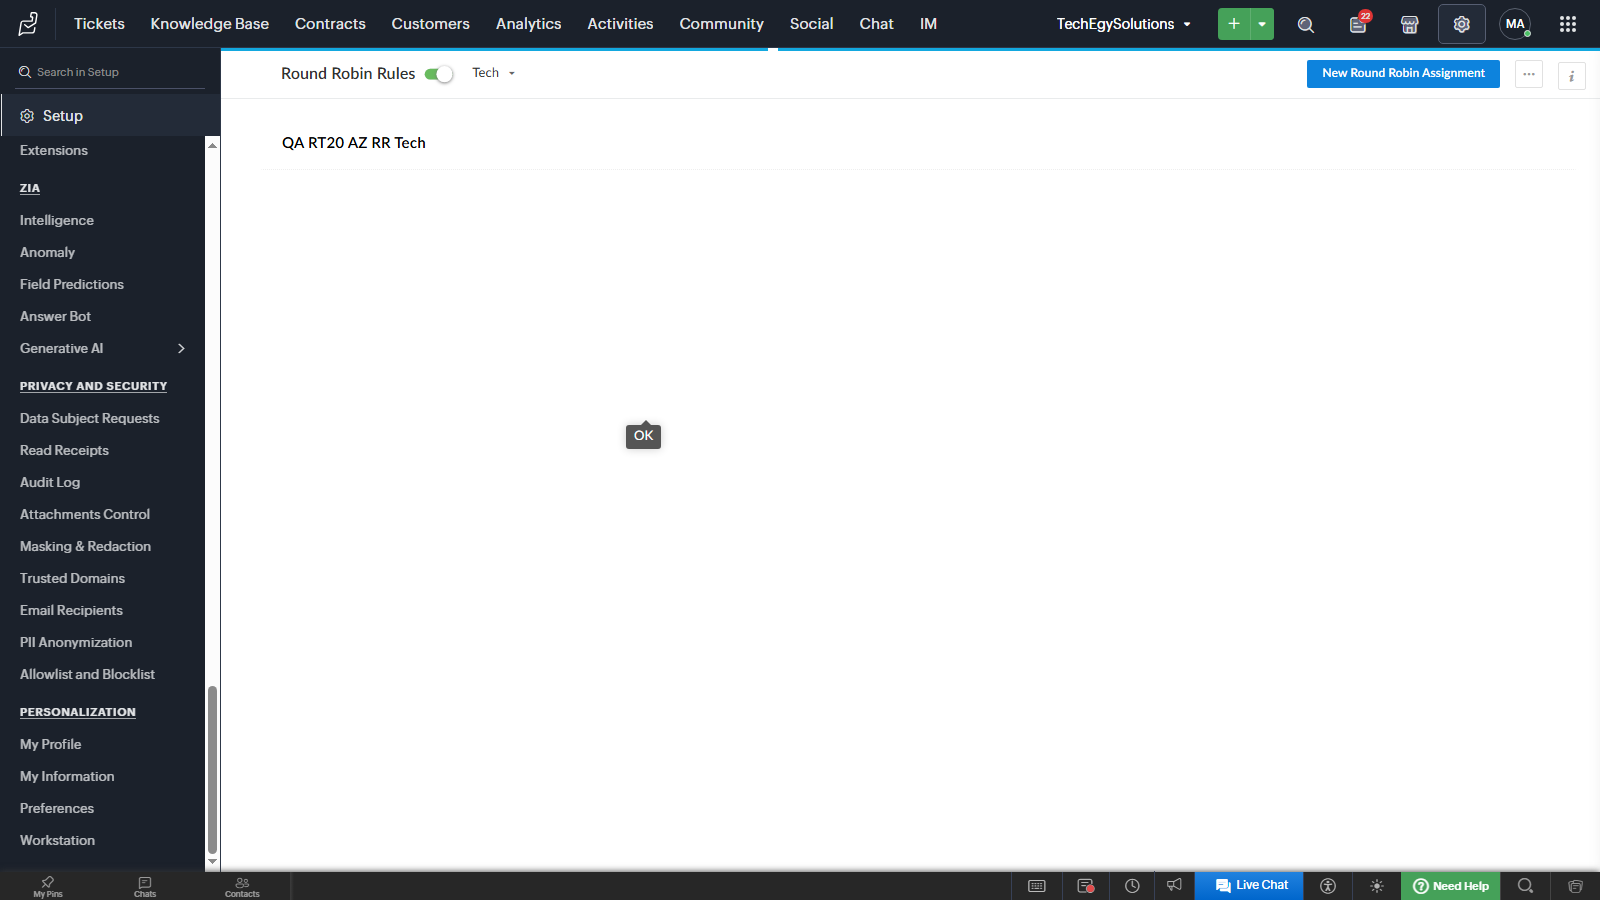 Tickets
Knowledge Base
Contracts
Customers
Analytics
Activities
Community
Social
Chat
IM
TechEgySolutions
22
MA
Search in Setup
Round Robin Rules
Tech
New Round Robin Assignment
i
Setup
QA RT20 AZ RR Tech
Extensions
ZIA
Intelligence
Anomaly
Field Predictions
Answer Bot
Generative AI
PRIVACY AND SECURITY
Data Subject Requests
OK
Read Receipts
Audit Log
Attachments Control
Masking & Redaction
Trusted Domains
Email Recipients
PII Anonymization
Allowlist and Blocklist
PERSONALIZATION
My Profile
My Information
Preferences
Workstation
My Pins
Chats
Contacts
Live Chat
Need Help